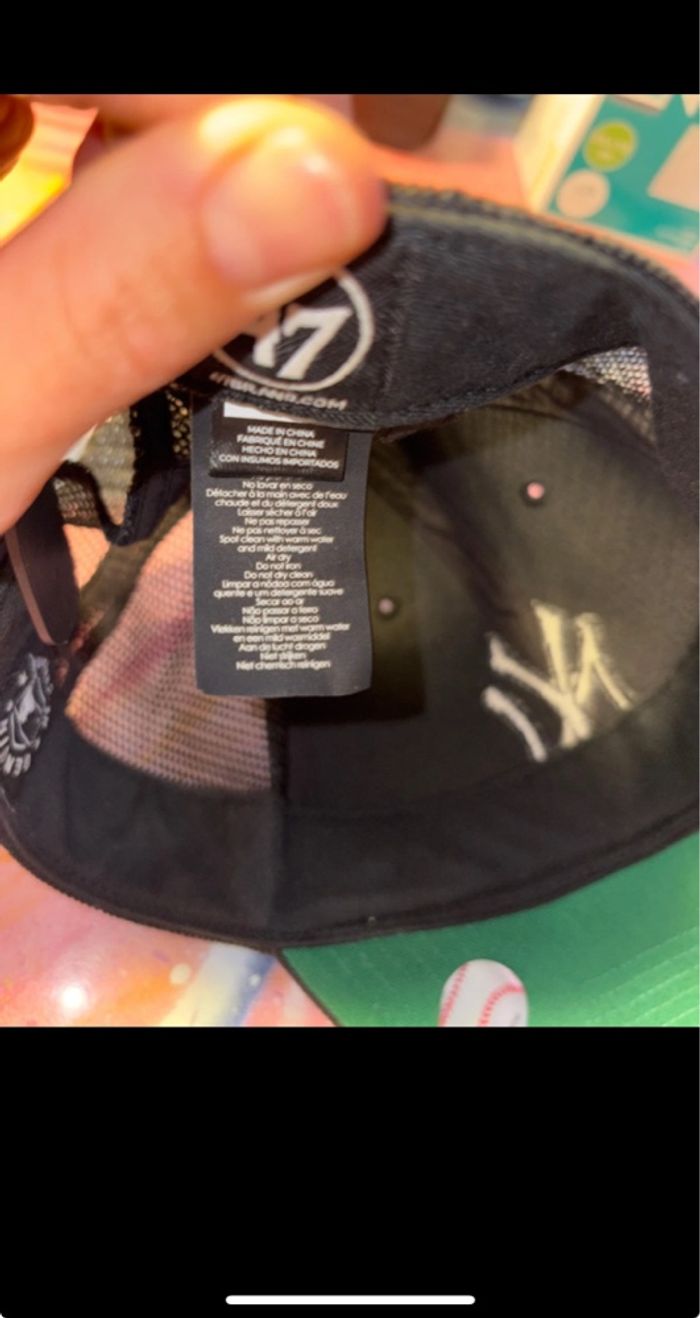 47
MADE IN CHINA
FABRIQUÉ EN CHINE
HECHO EN CHINA
CON INSUMOS IMPORTADOS
No lavar en seco
Détacher à la main avec de l'eau
chaude et du détergent doux
Laisser sécher à l'air
Ne pas repasser
Ne pas nettoyer à sec
Spot clean with warm water
and mild detergent
Air dry
Do not iron
Do not dry clean
Limpar a nódoa com água
quente e um detergente suave
Secar ao ar
Não passar a ferro
Não limpar a seco
Vlekken reinigen met warm water
en een mild wasmiddel
Aan de lucht drogen
Niet strijken
Niet chemisch reinigen